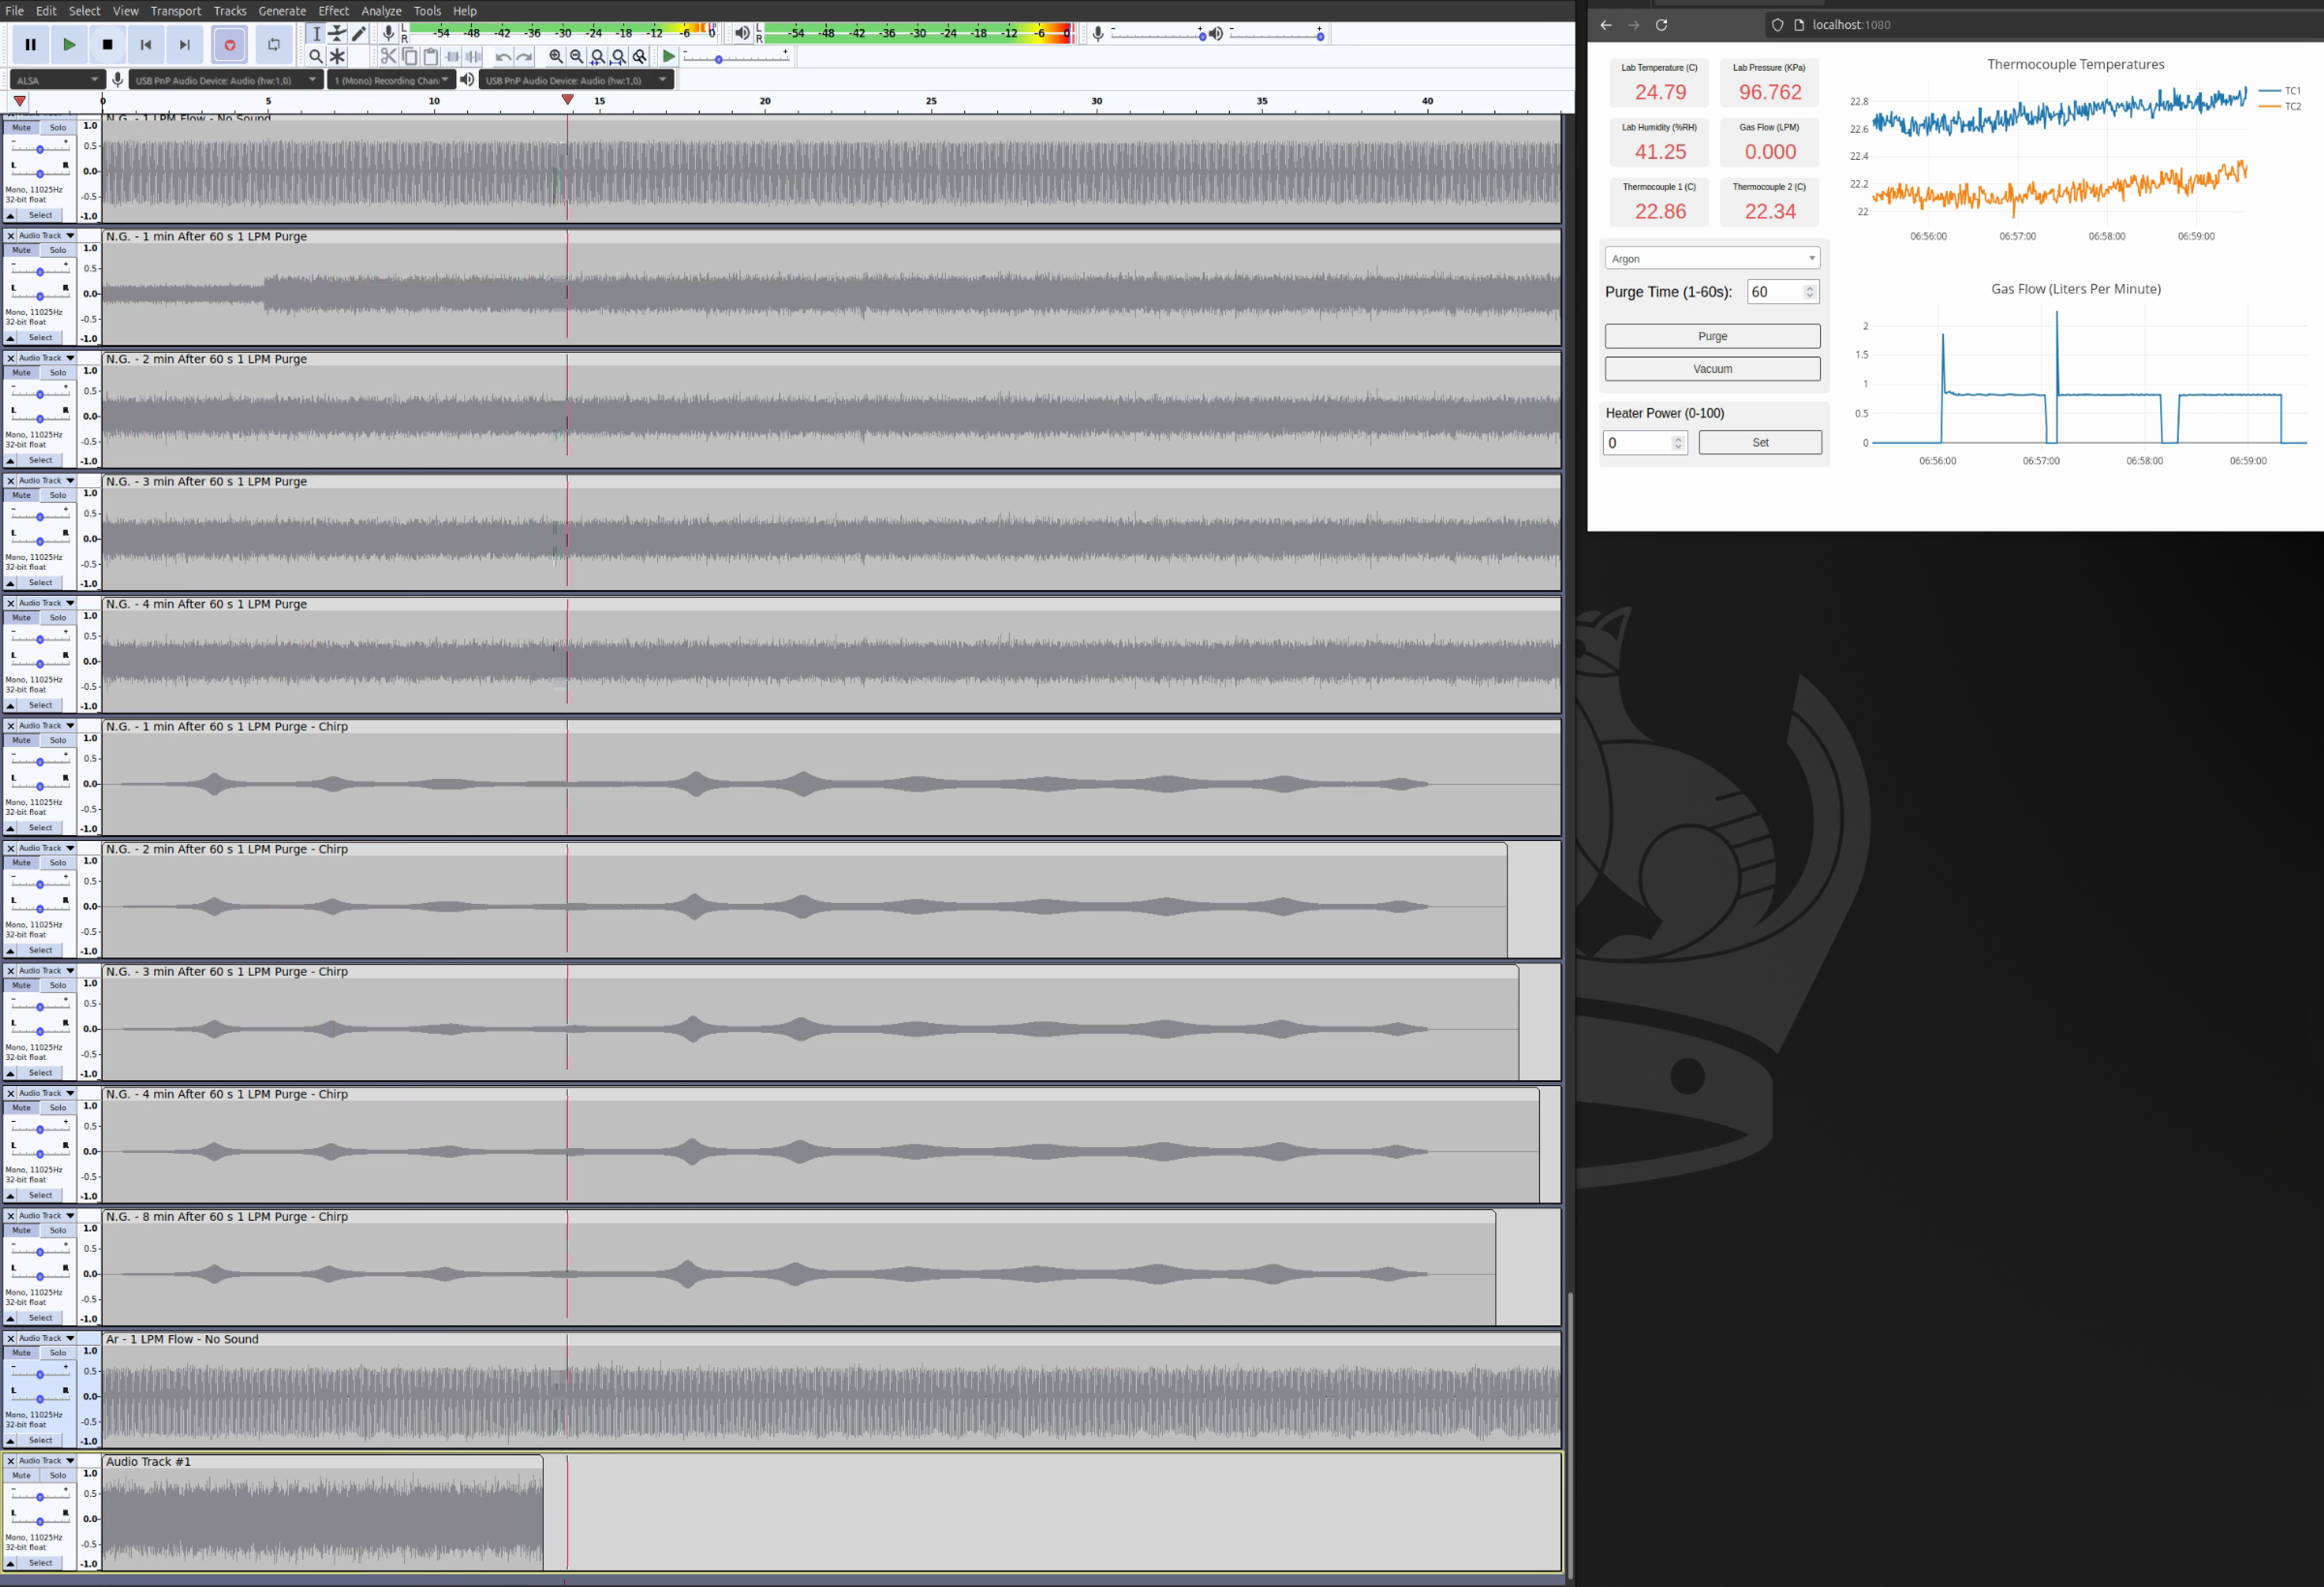 File Edit Select View Transport Tracks Generate Effect Analyze Tools Help
L R -54 -48 -42 -36 -30 -24 -18 -12 -6 0 L R -54 -48 -42 -36 -30 -24 -18 -12 -6 0 - + - +
- +
ALSA USB PnP Audio Device: Audio (hw:1,0) 1 (Mono) Recording Chan USB PnP Audio Device: Audio (hw:1,0)
0 5 10 15 20 25 30 35 40
N.G. - 1 LPM Flow - No Sound
Mute Solo
- +
L R
Mono, 11025Hz
32-bit float
Select
1.0
0.5
0.0
-0.5
-1.0
Audio Track N.G. - 1 min After 60 s 1 LPM Purge
Mute Solo
- +
L R
Mono, 11025Hz
32-bit float
Select
1.0
0.5
0.0
-0.5
-1.0
Audio Track N.G. - 2 min After 60 s 1 LPM Purge
Mute Solo
- +
L R
Mono, 11025Hz
32-bit float
Select
1.0
0.5
0.0
-0.5
-1.0
Audio Track N.G. - 3 min After 60 s 1 LPM Purge
Mute Solo
- +
L R
Mono, 11025Hz
32-bit float
Select
1.0
0.5
0.0
-0.5
-1.0
Audio Track N.G. - 4 min After 60 s 1 LPM Purge
Mute Solo
- +
L R
Mono, 11025Hz
32-bit float
Select
1.0
0.5
0.0
-0.5
-1.0
Audio Track N.G. - 1 min After 60 s 1 LPM Purge - Chirp
Mute Solo
- +
L R
Mono, 11025Hz
32-bit float
Select
1.0
0.5
0.0
-0.5
-1.0
Audio Track N.G. - 2 min After 60 s 1 LPM Purge - Chirp
Mute Solo
- +
L R
Mono, 11025Hz
32-bit float
Select
1.0
0.5
0.0
-0.5
-1.0
Audio Track N.G. - 3 min After 60 s 1 LPM Purge - Chirp
Mute Solo
- +
L R
Mono, 11025Hz
32-bit float
Select
1.0
0.5
0.0
-0.5
-1.0
Audio Track N.G. - 4 min After 60 s 1 LPM Purge - Chirp
Mute Solo
- +
L R
Mono, 11025Hz
32-bit float
Select
1.0
0.5
0.0
-0.5
-1.0
Audio Track N.G. - 8 min After 60 s 1 LPM Purge - Chirp
Mute Solo
- +
L R
Mono, 11025Hz
32-bit float
Select
1.0
0.5
0.0
-0.5
-1.0
Audio Track Ar - 1 LPM Flow - No Sound
Mute Solo
- +
L R
Mono, 11025Hz
32-bit float
Select
1.0
0.5
0.0
-0.5
-1.0
Audio Track Audio Track #1
Mute Solo
- +
L R
Mono, 11025Hz
32-bit float
Select
1.0
0.5
0.0
-0.5
-1.0
localhost:1080
Lab Temperature (C) Lab Pressure (KPa)
24.79 96.762
Lab Humidity (%RH) Gas Flow (LPM)
41.25 0.000
Thermocouple 1 (C) Thermocouple 2 (C)
22.86 22.34
Argon
Purge Time (1-60s): 60
Purge
Vacuum
Heater Power (0-100)
0 Set
Thermocouple Temperatures
TC1
TC2
22.8
22.6
22.4
22.2
22
06:56:00 06:57:00 06:58:00 06:59:00
Gas Flow (Liters Per Minute)
2
1.5
1
0.5
0
06:56:00 06:57:00 06:58:00 06:59:00